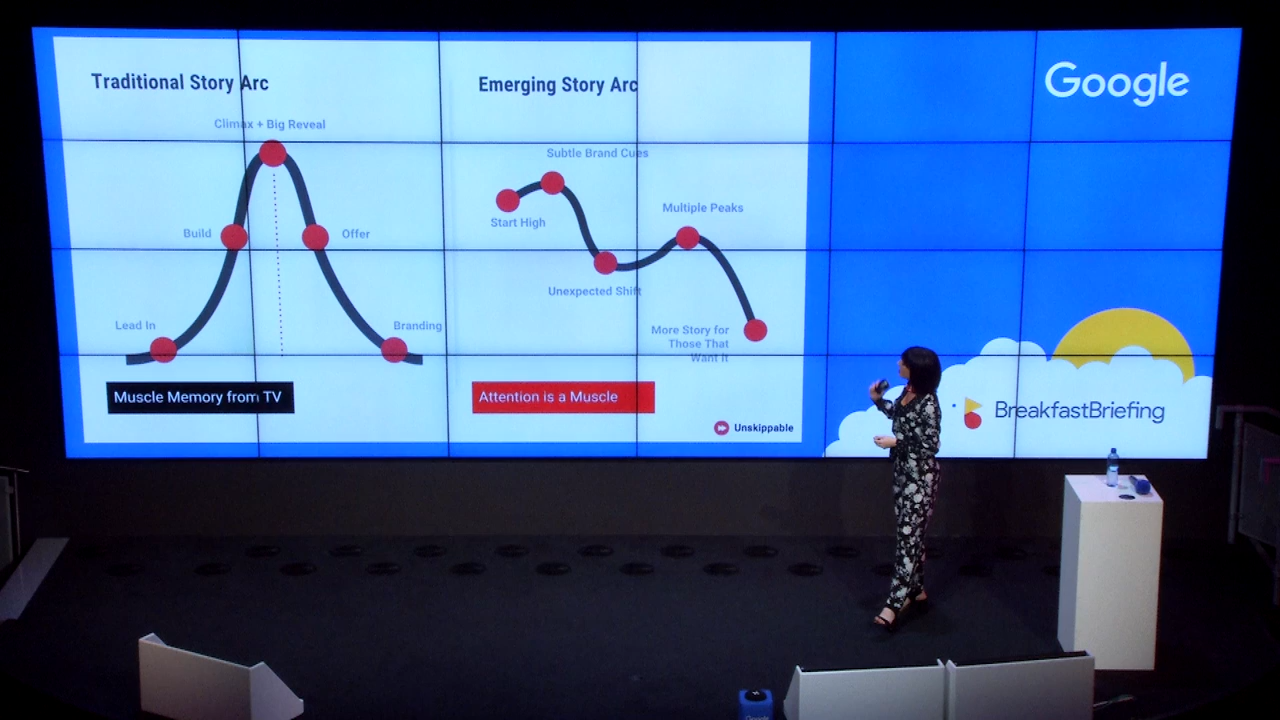 Traditional Story Arc
Climax + Big Reveal
Build
Offer
Lead In
Branding
Muscle Memory from TV
Emerging Story Arc
Subtle Brand Cues
Start High
Multiple Peaks
Unexpected Shift
More Story for
Those That
Want It
Attention is a Muscle
Unskippable
Google
BreakfastBriefing
Google